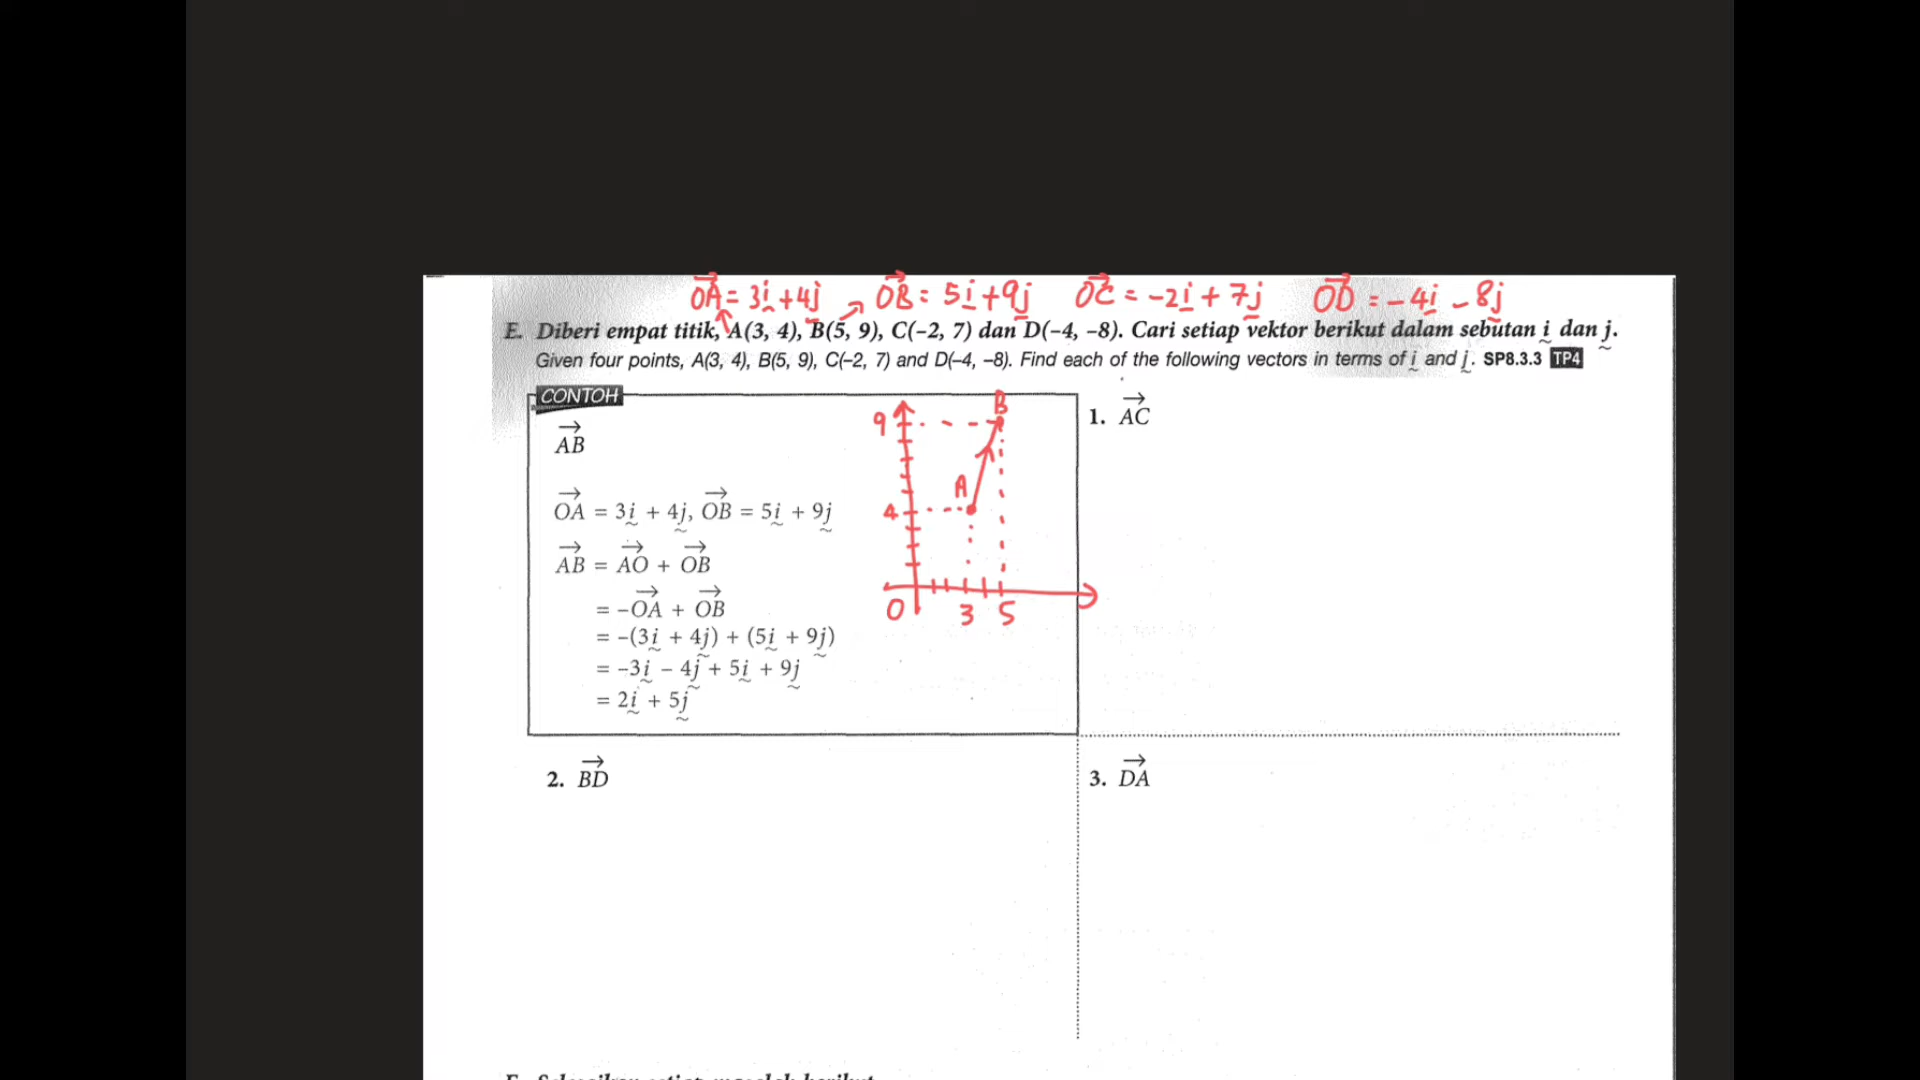 OA = 3i + 4j OB = 5i + 9j OC = -2i + 7j OD = -4i - 8j
E. Diberi empat titik, A(3, 4), B(5, 9), C(−2, 7) dan D(−4, −8). Cari setiap vektor berikut dalam sebutan i dan j.
Given four points, A(3, 4), B(5, 9), C(−2, 7) and D(−4, −8). Find each of the following vectors in terms of i and j. SP8.3.3 TP4
CONTOH
AB
OA = 3i + 4j, OB = 5i + 9j
AB = AO + OB
= −OA + OB
= −(3i + 4j) + (5i + 9j)
= −3i − 4j + 5i + 9j
= 2i + 5j
B
9
A
4
O 3 5
1. AC
2. BD
3. DA